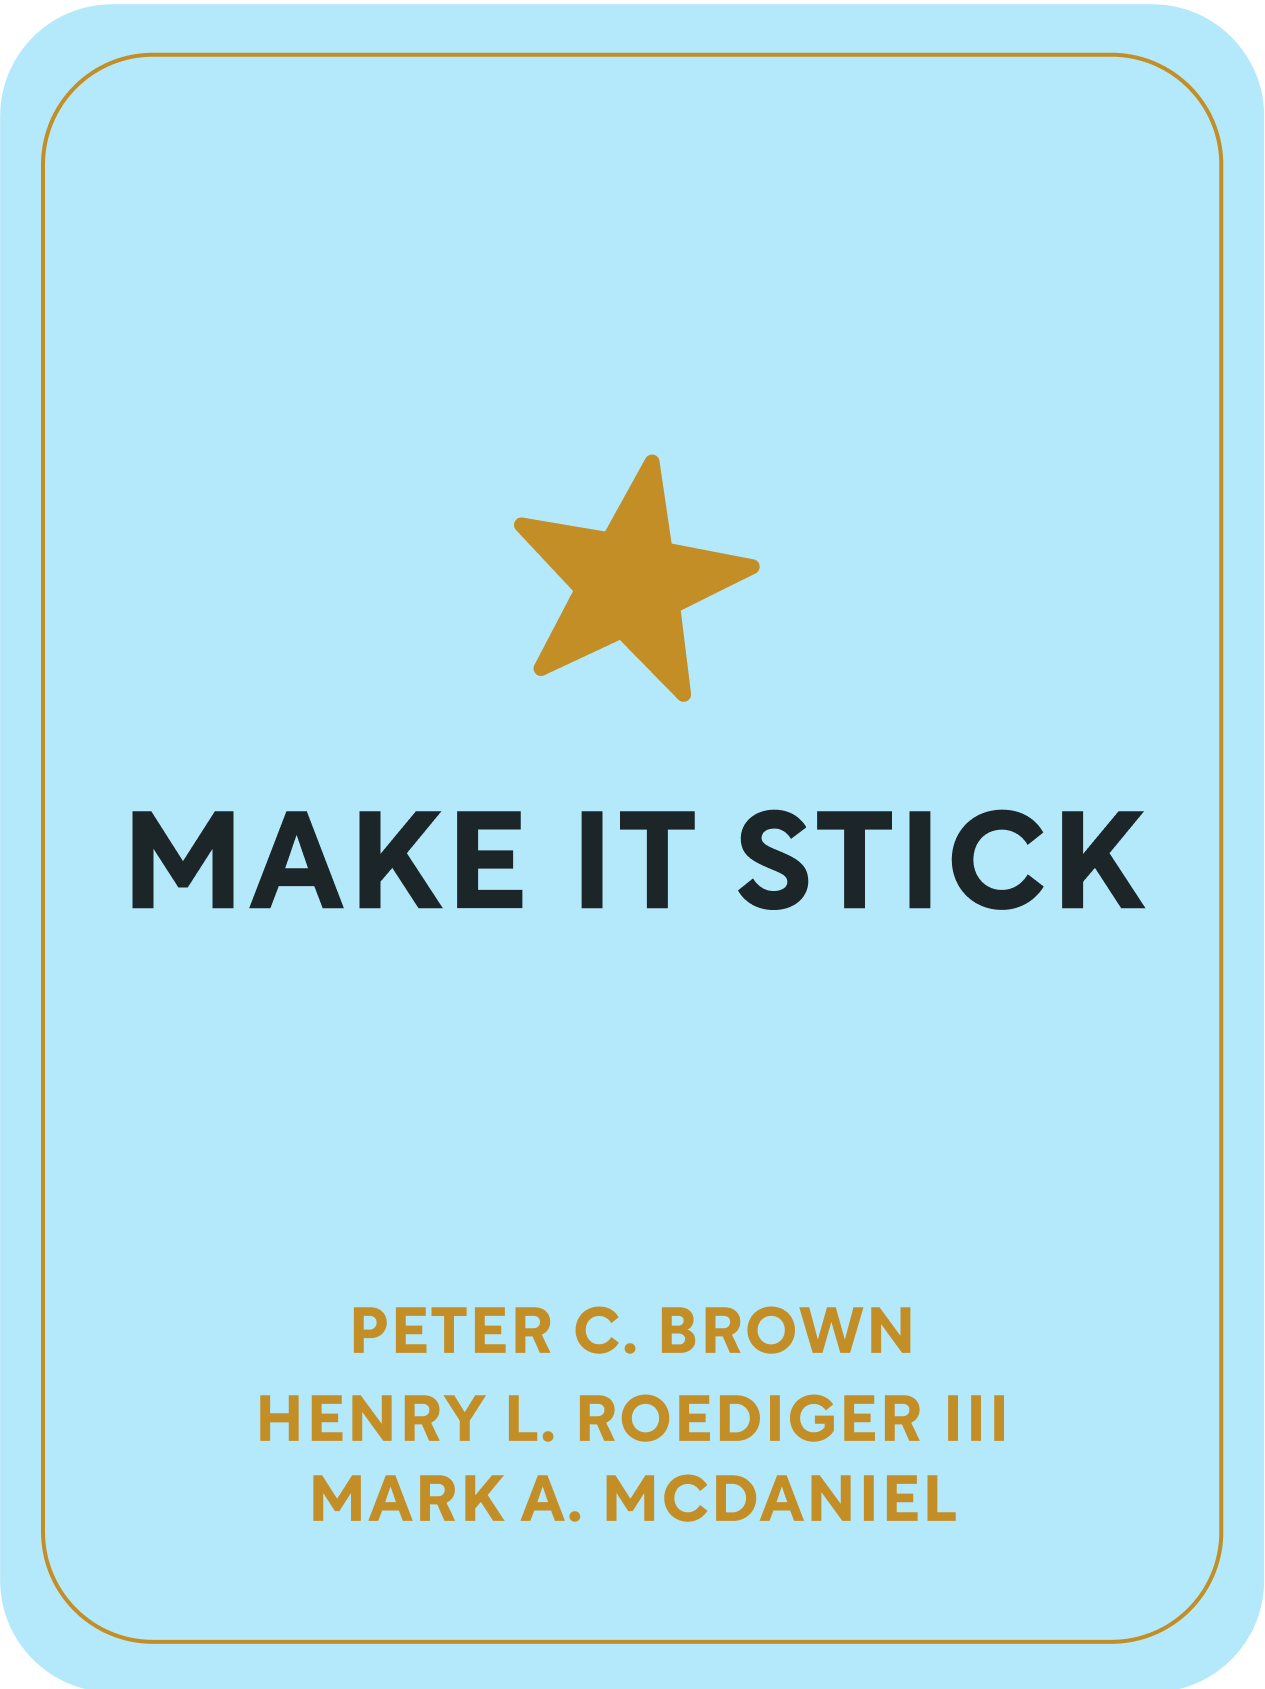 MAKE IT STICK
PETER C. BROWN
HENRY L. ROEDIGER III
MARK A. MCDANIEL